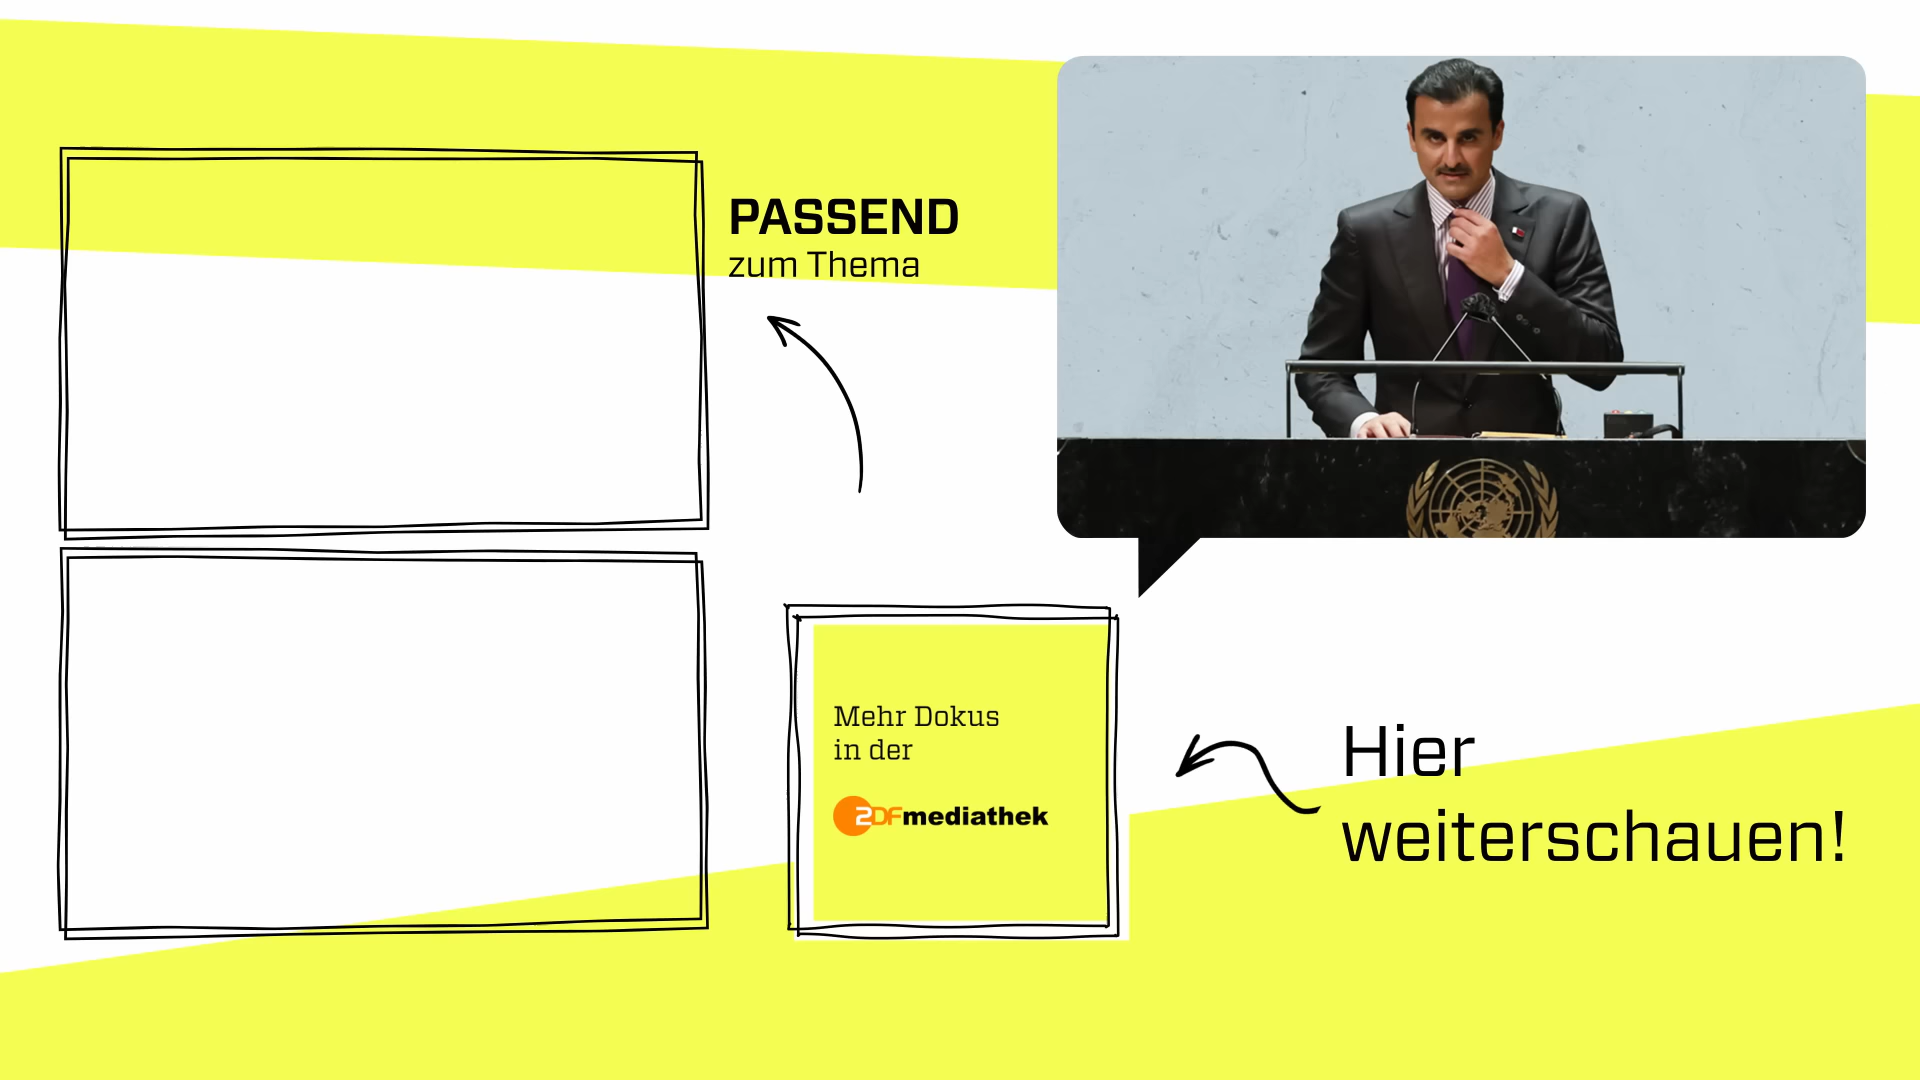 PASSEND
zum Thema
Mehr Dokus
in der
ZDFmediathek
Hier
weiterschauen!